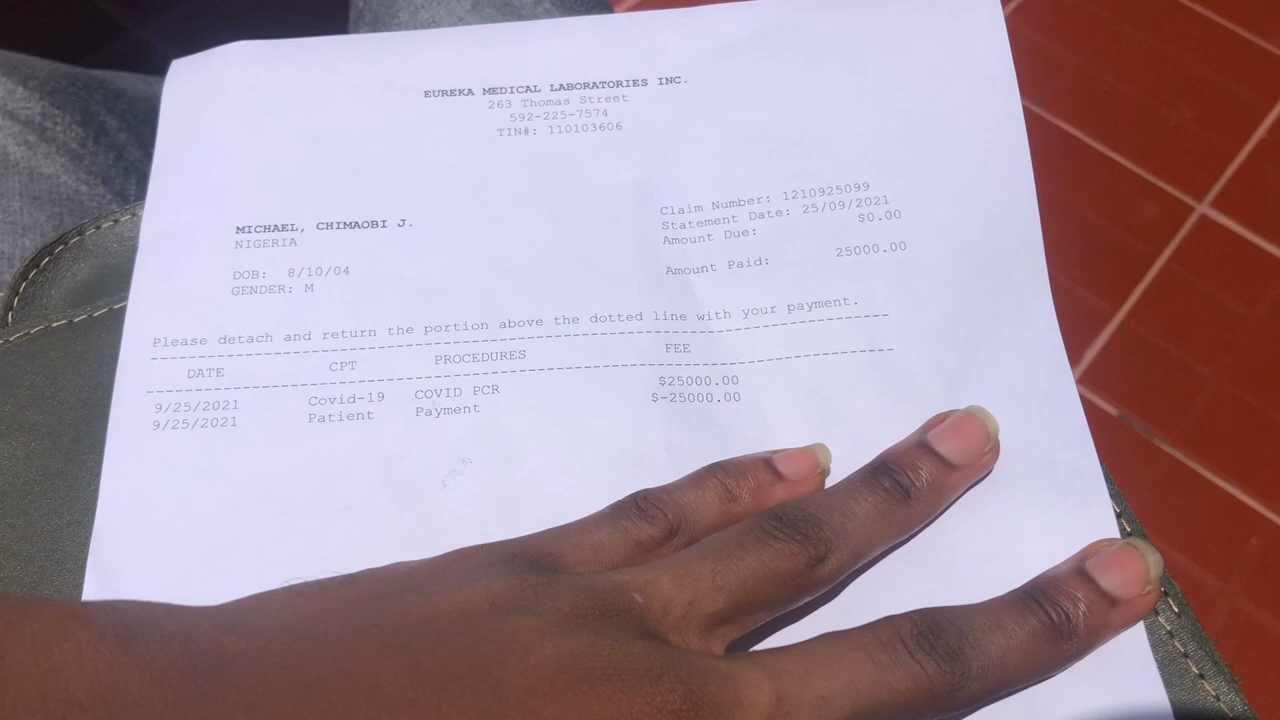 EUREKA MEDICAL LABORATORIES INC.
263 Thomas Street
592-225-7574
TIN#: 110103606
MICHAEL, CHIMAOBI J.
NIGERIA
DOB: 8/10/04
GENDER: M
Claim Number: 1210925099
Statement Date: 25/09/2021
Amount Due: $0.00
Amount Paid: 25000.00
Please detach and return the portion above the dotted line with your payment.
DATE CPT PROCEDURES FEE
9/25/2021 Covid-19 COVID PCR $25000.00
9/25/2021 Patient Payment $-25000.00